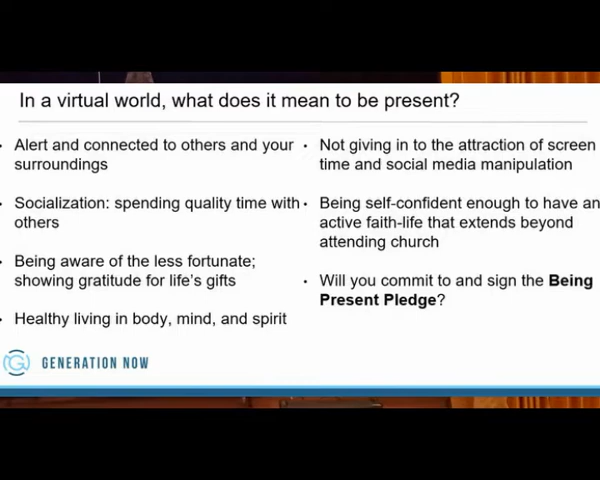 In a virtual world, what does it mean to be present?
· Alert and connected to others and your
surroundings
· Socialization: spending quality time with
others
· Being aware of the less fortunate;
showing gratitude for life's gifts
· Healthy living in body, mind, and spirit
· Not giving in to the attraction of screen
time and social media manipulation
· Being self-confident enough to have an
active faith-life that extends beyond
attending church
· Will you commit to and sign the Being
Present Pledge?
G GENERATION NOW